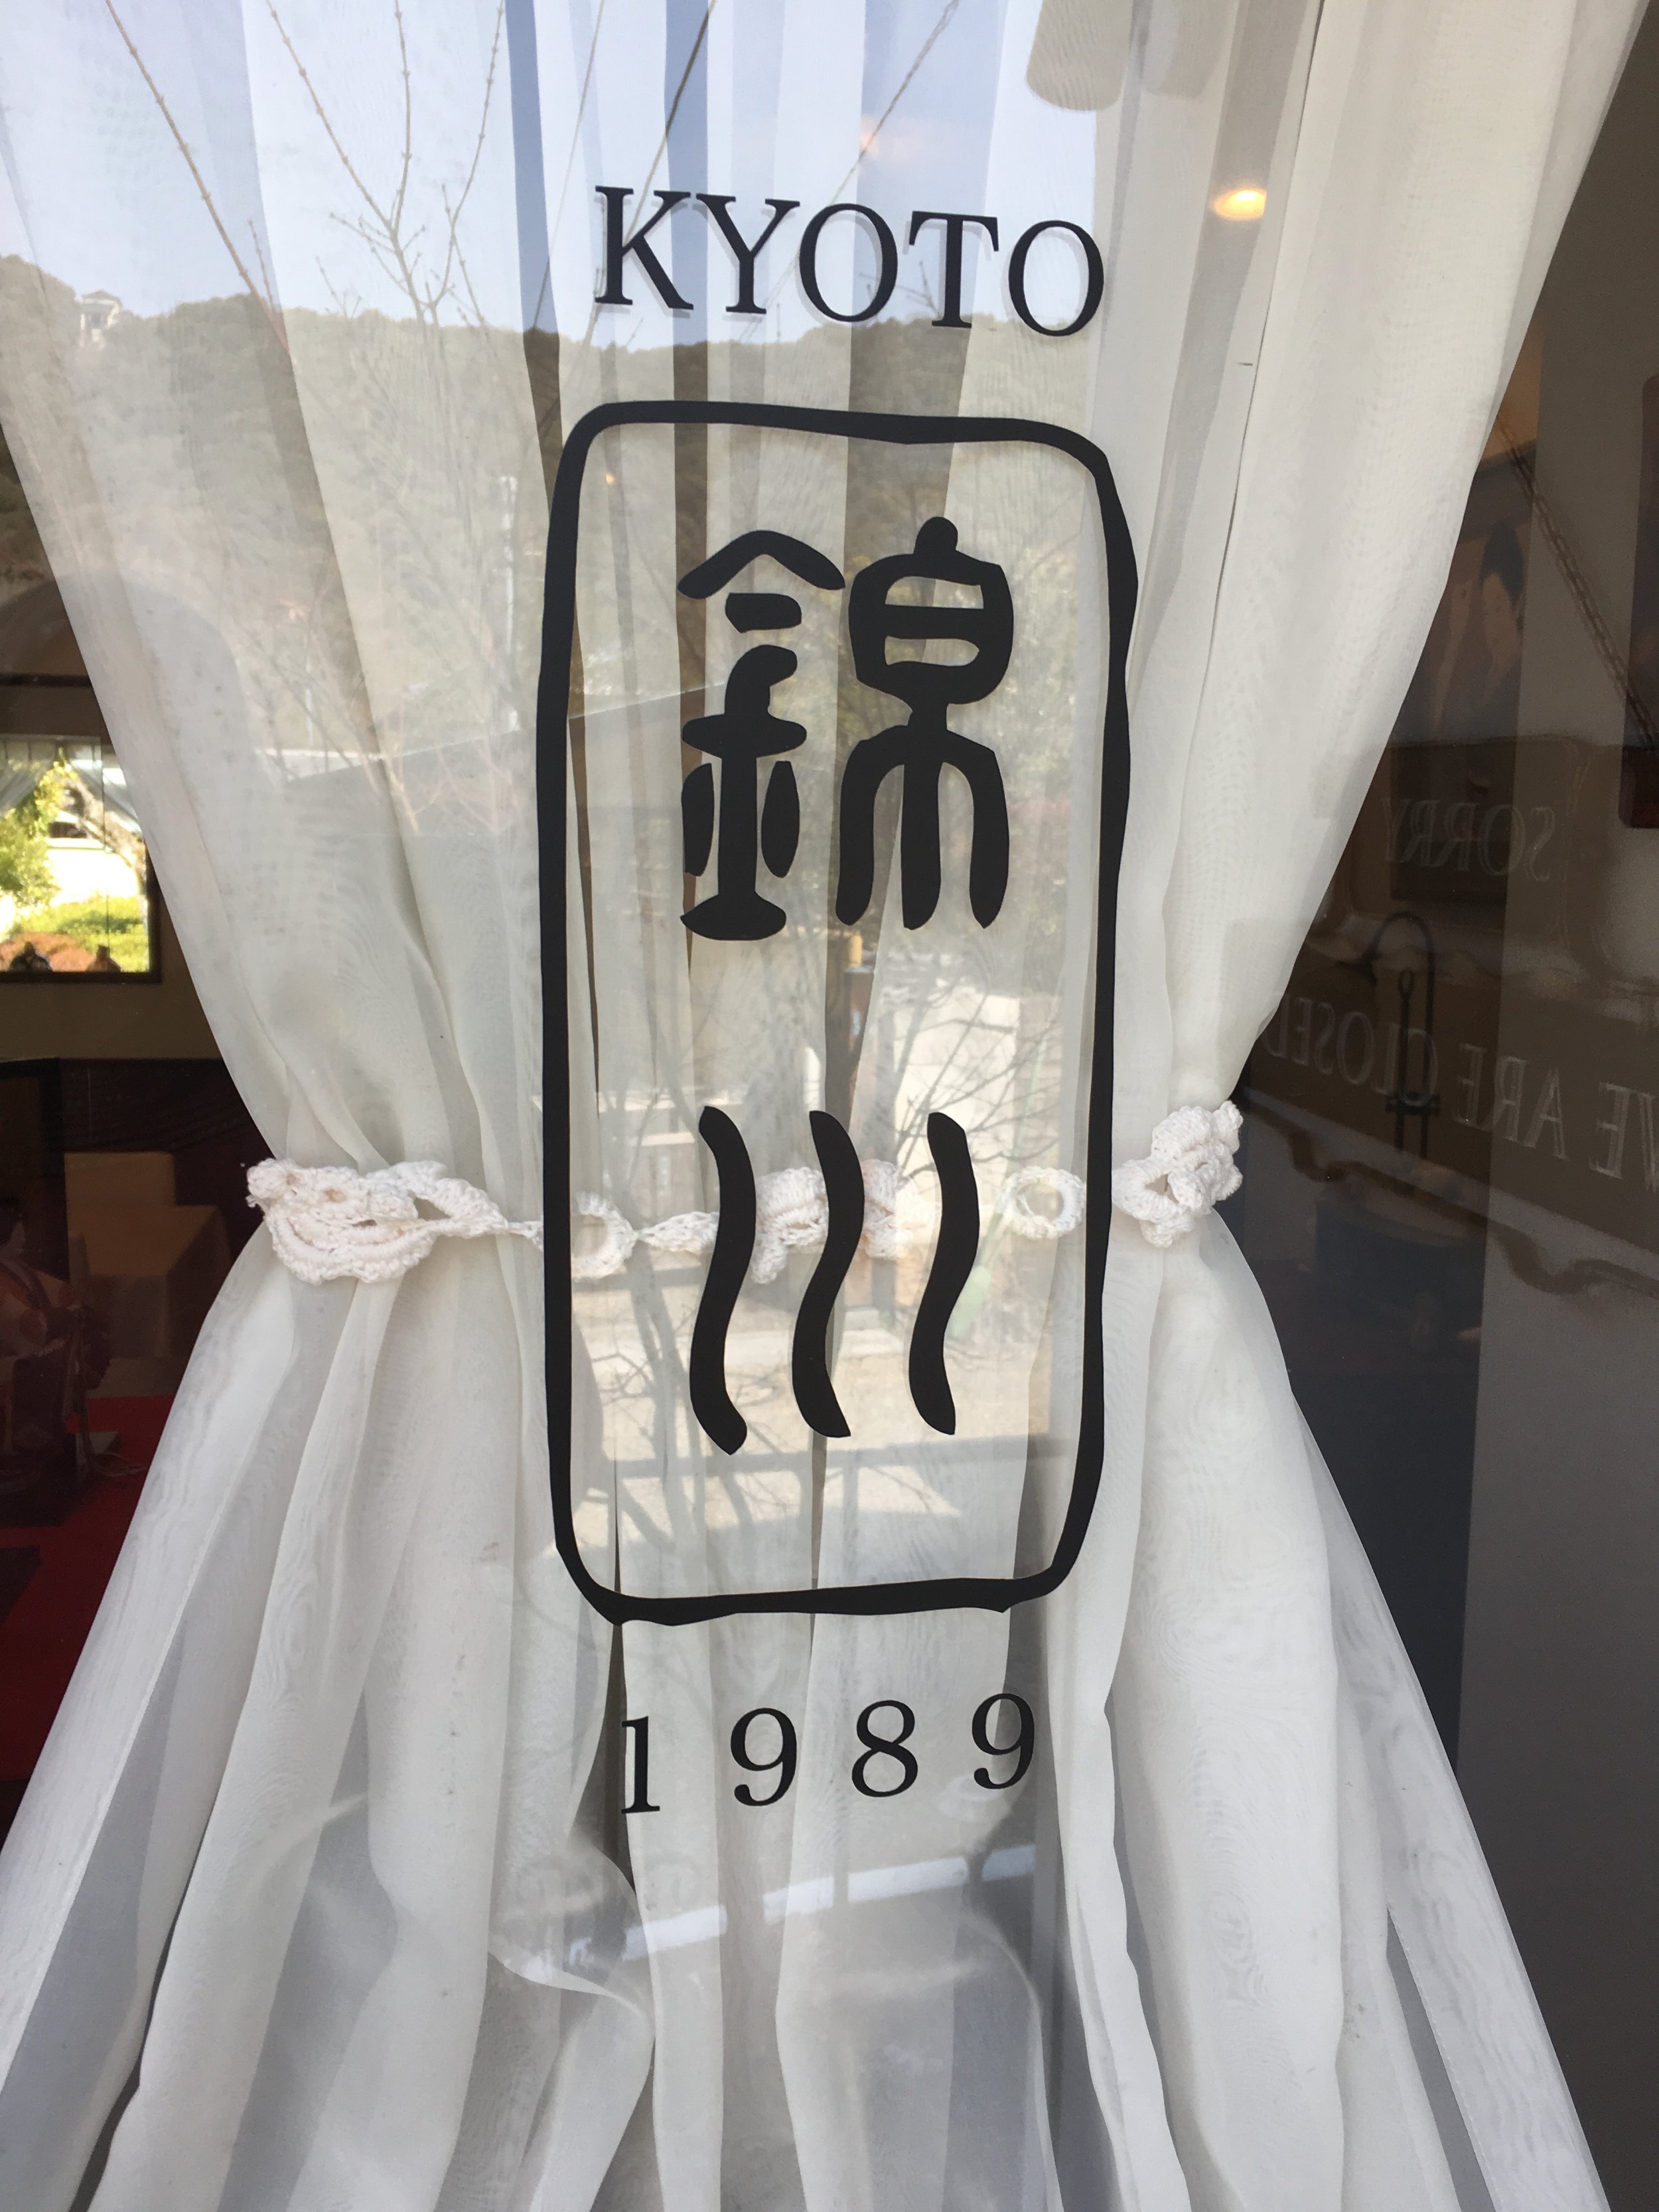 KYOTO
錦
川
1989
SORRY
WE ARE CLOSED